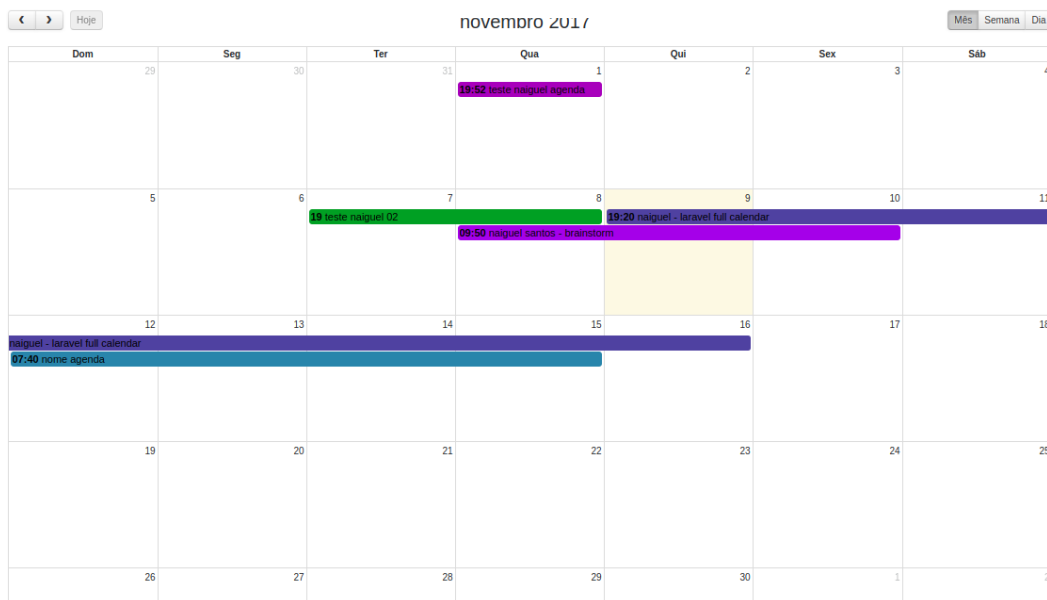 Hoje novembro 2017 Mês Semana Dia
Dom Seg Ter Qua Qui Sex Sáb
29 30 31 1 2 3 4
19:52 teste naiguel agenda
5 6 7 8 9 10 11
19 teste naiguel 02 19:20 naiguel - laravel full calendar
09:50 naiguel santos - brainstorm
12 13 14 15 16 17 18
naiguel - laravel full calendar
07:40 nome agenda
19 20 21 22 23 24 25
26 27 28 29 30 1